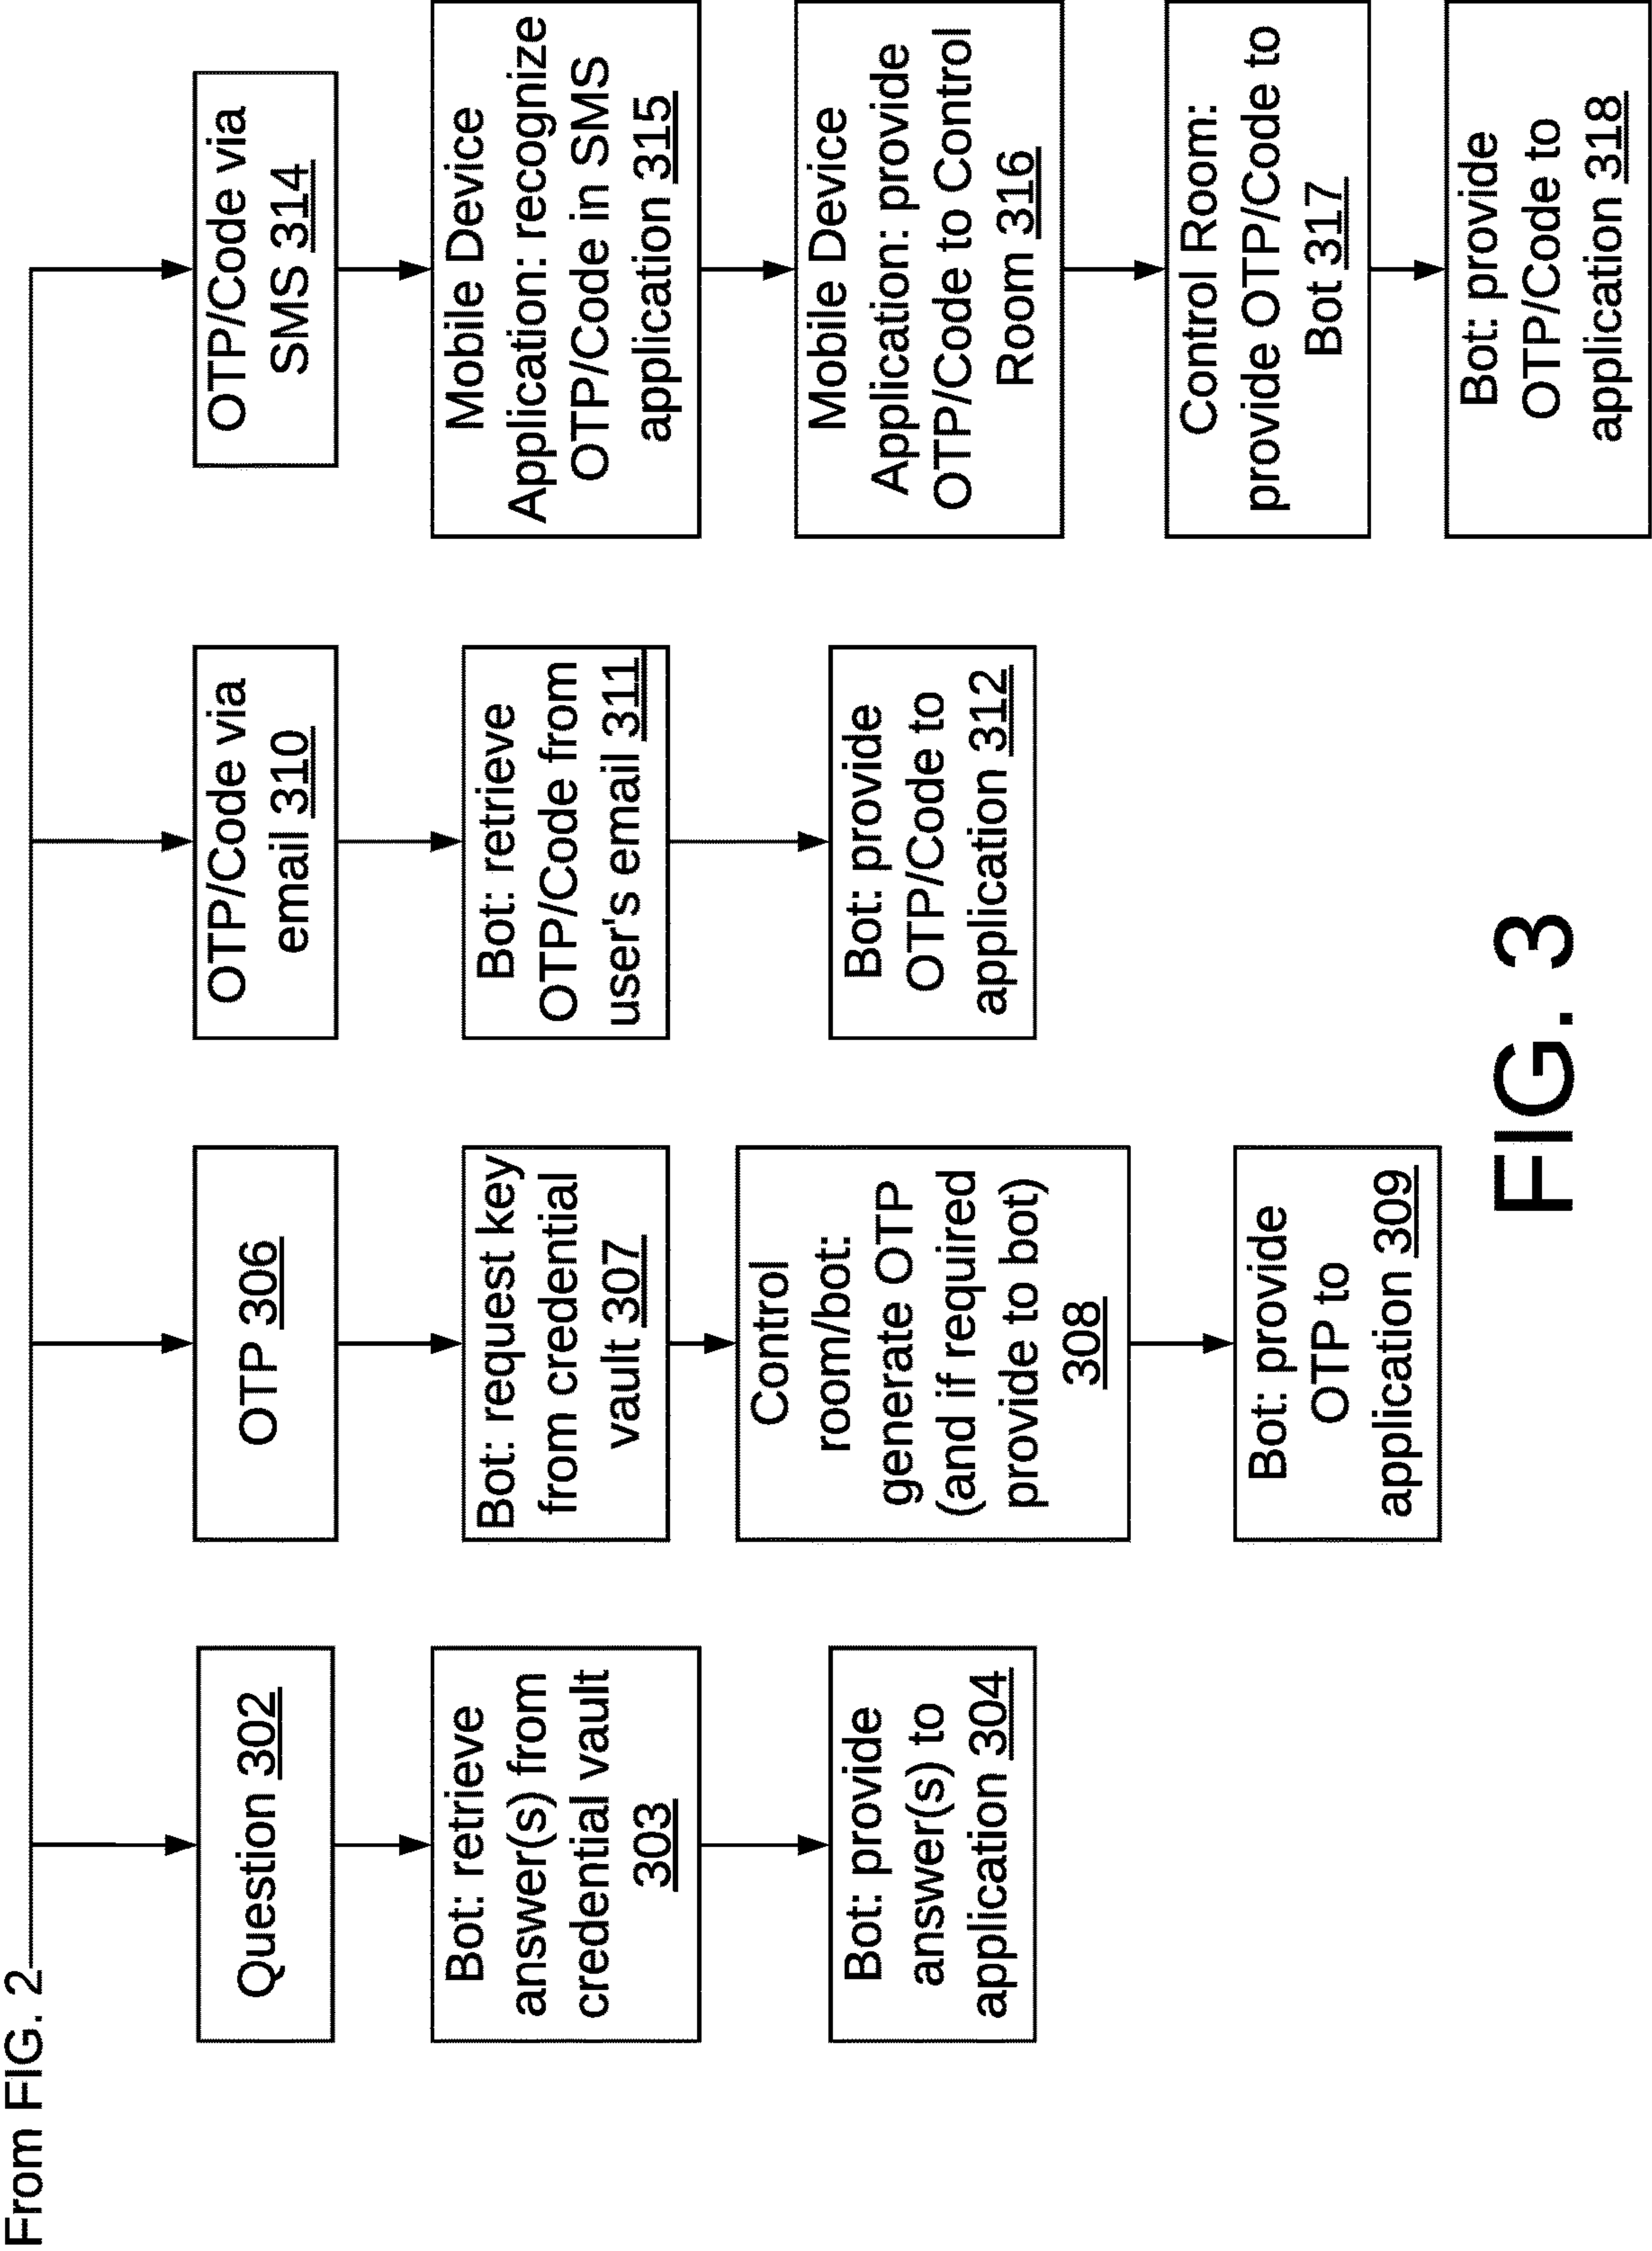 From FIG. 2
Question 302
Bot: retrieve
answer(s) from
credential vault
303
Bot: provide
answer(s) to
application 304
OTP 306
Bot: request key
from credential
vault 307
Control
room/bot:
generate OTP
(and if required
provide to bot)
308
Bot: provide
OTP to
application 309
OTP/Code via
email 310
Bot: retrieve
OTP/Code from
user's email 311
Bot: provide
OTP/Code to
application 312
OTP/Code via
SMS 314
Mobile Device
Application: recognize
OTP/Code in SMS
application 315
Mobile Device
Application: provide
OTP/Code to Control
Room 316
Control Room:
provide OTP/Code to
Bot 317
Bot: provide
OTP/Code to
application 318
FIG. 3